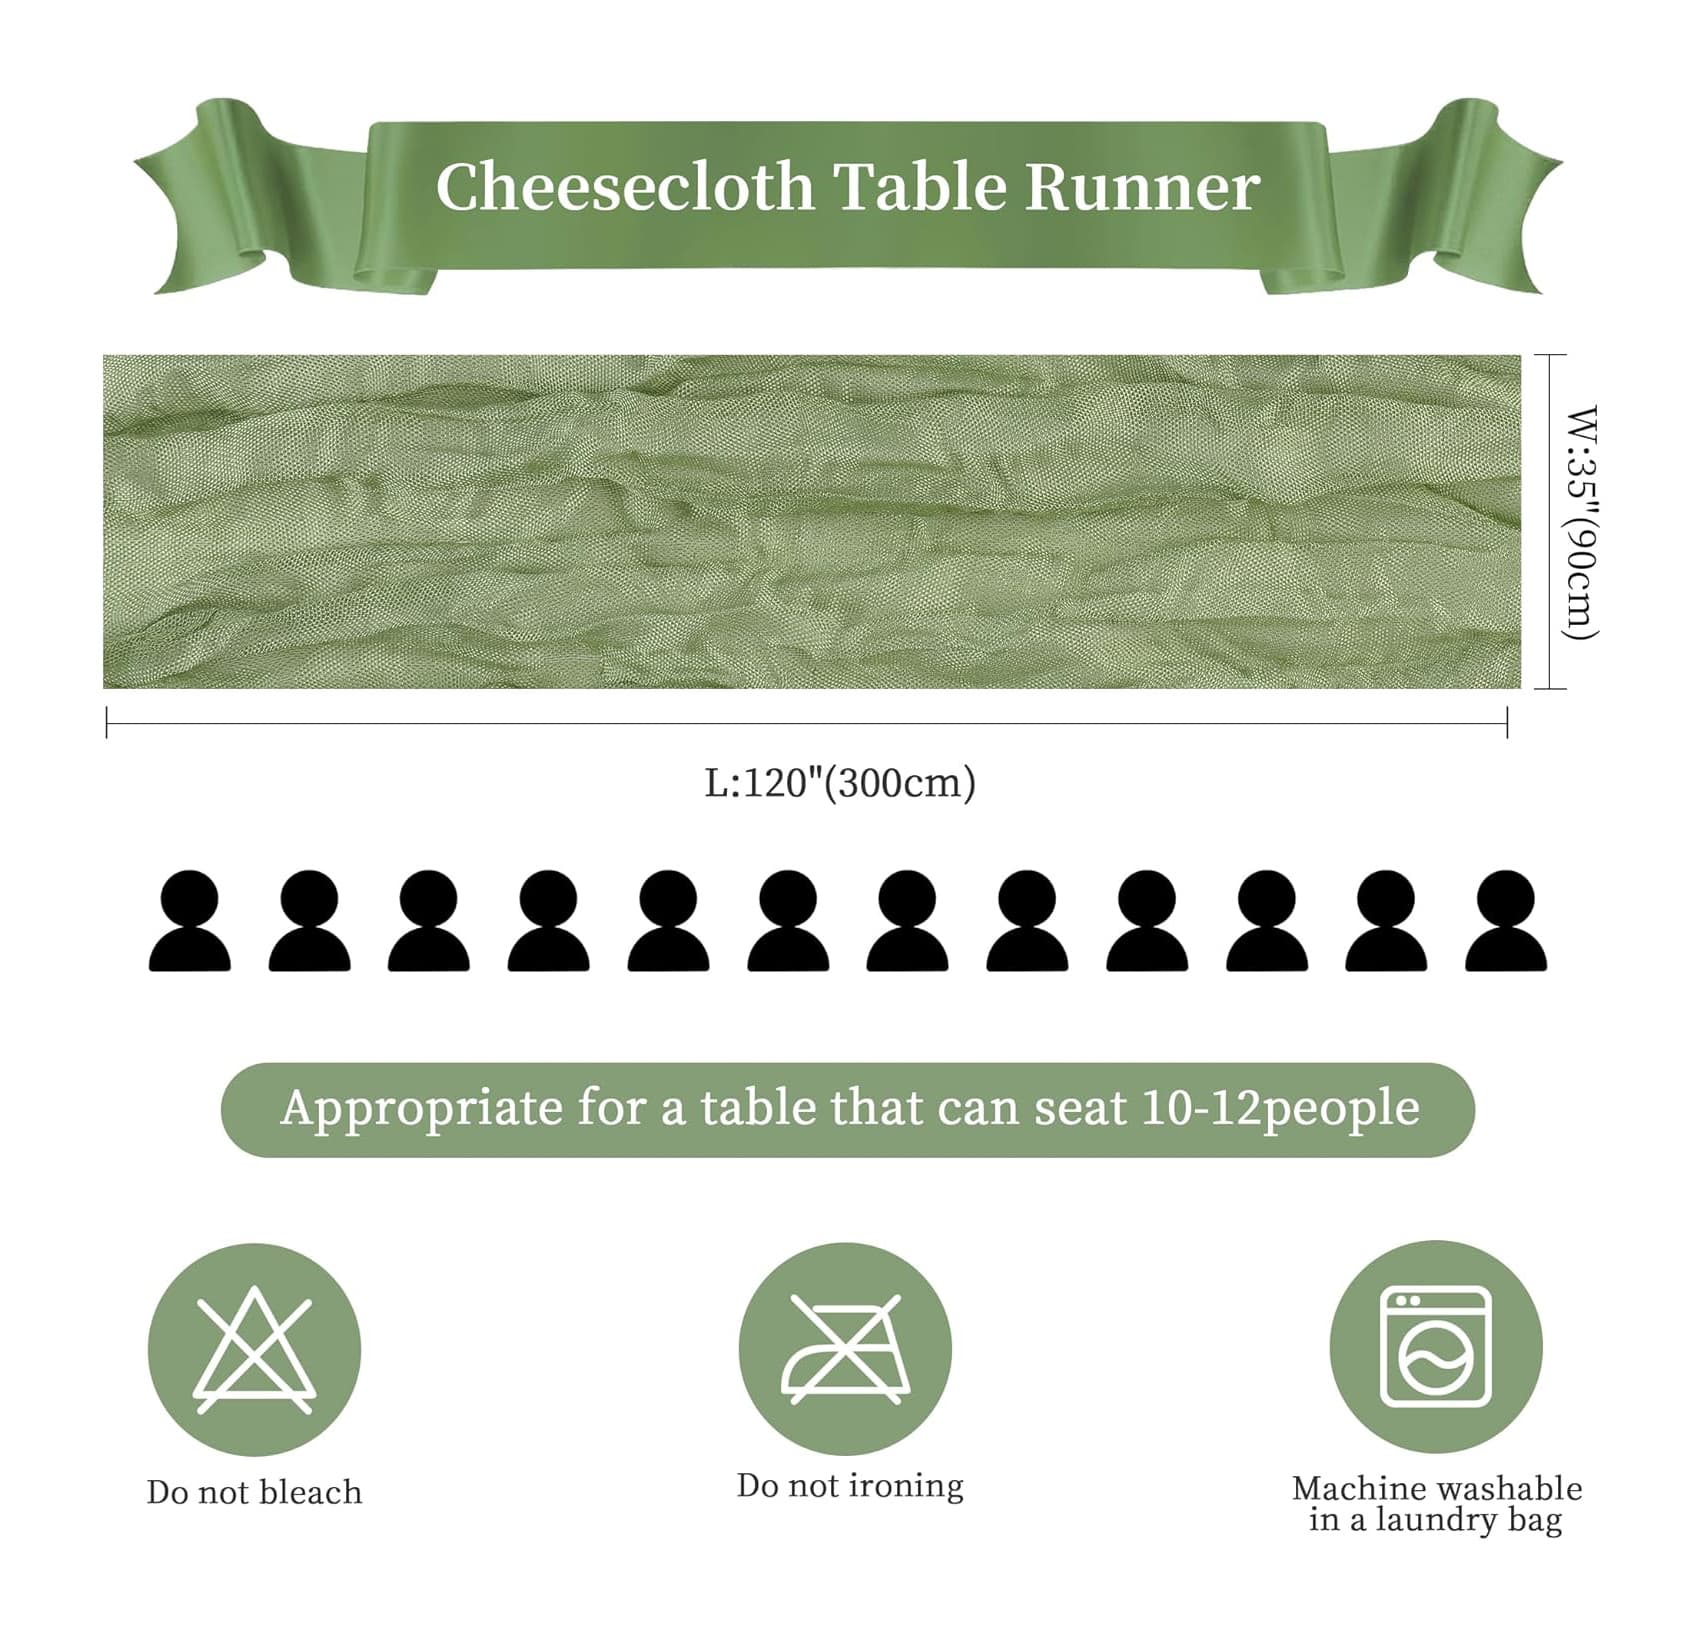 Cheesecloth Table Runner
W:35"(90cm)
L:120"(300cm)
Appropriate for a table that can seat 10-12people
Do not bleach
Do not ironing
Machine washable
in a laundry bag